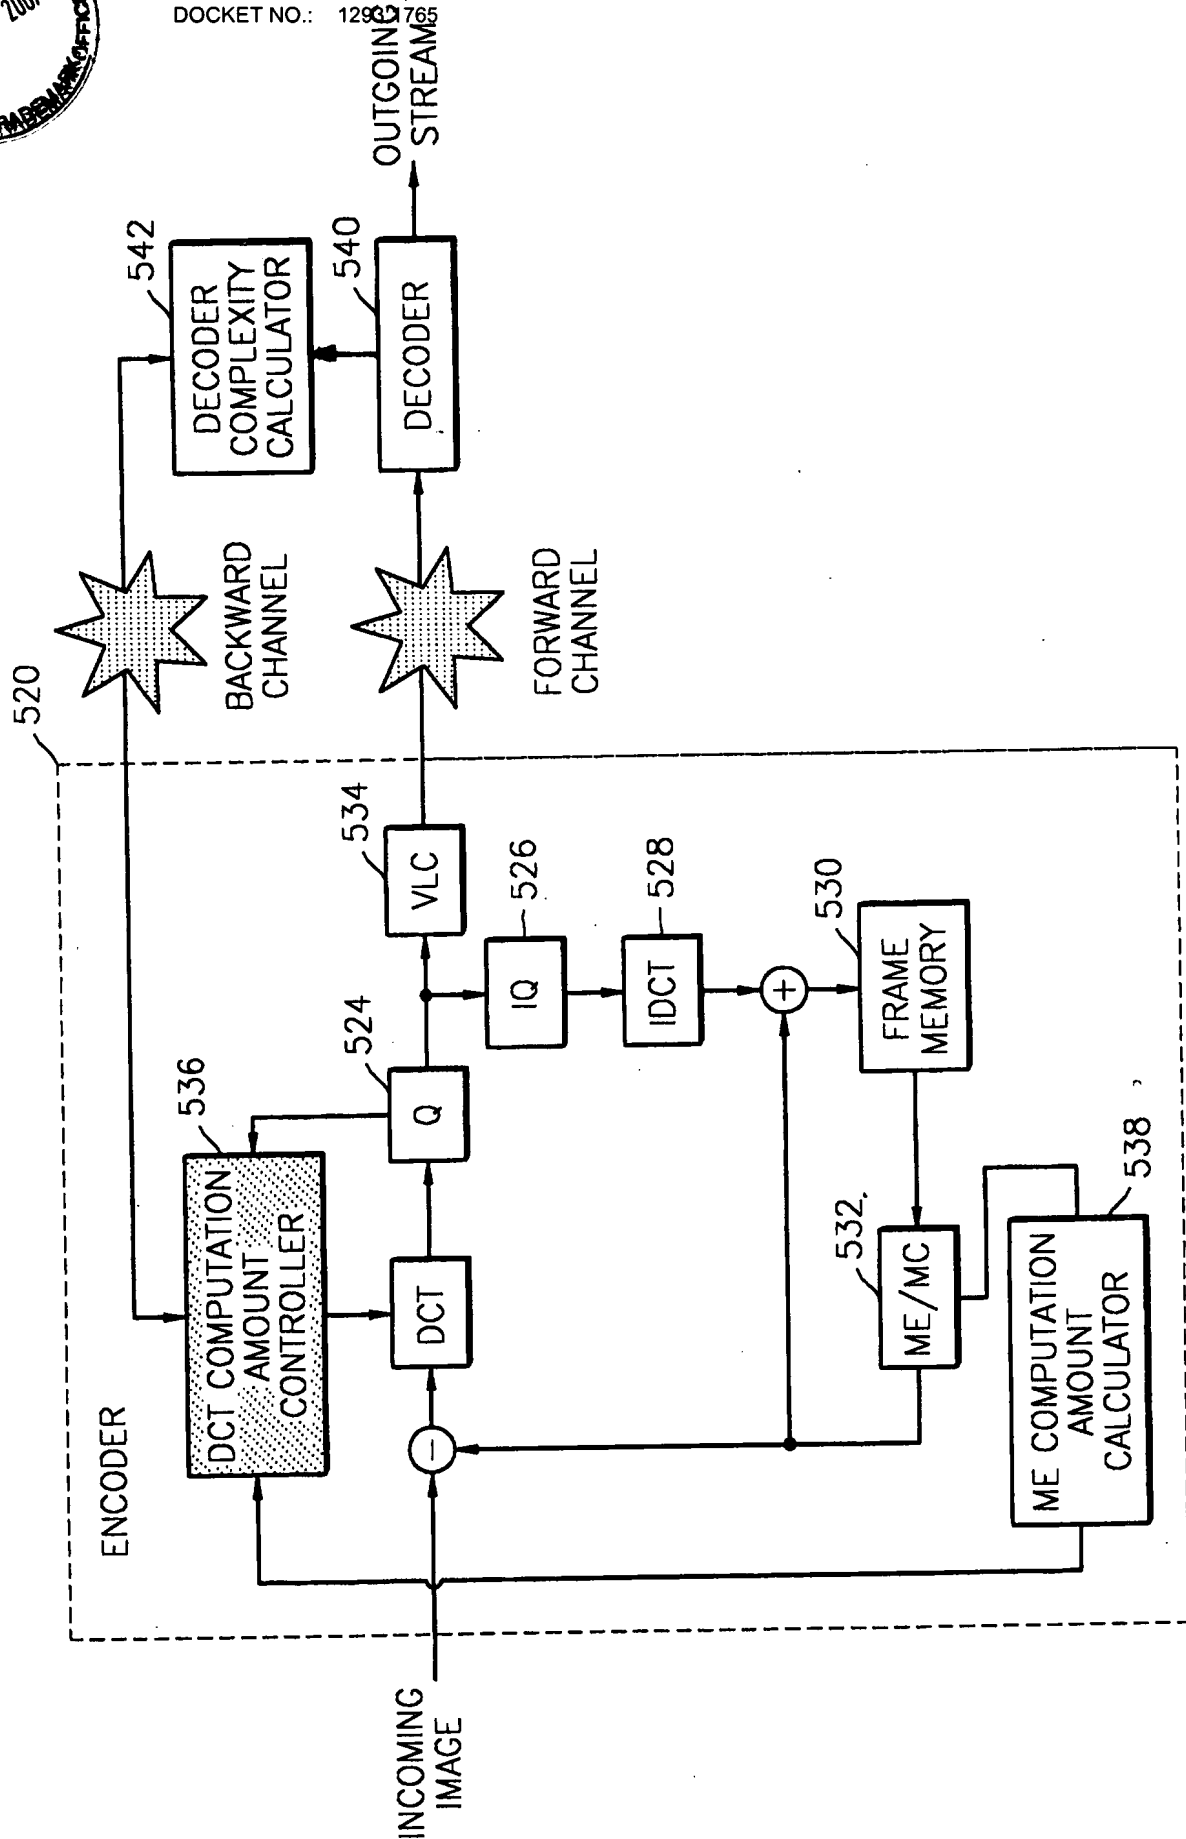 DOCKET NO.:
OUTGOING
STREAM
542
DECODER
COMPLEXITY
CALCULATOR
540
DECODER
BACKWARD
CHANNEL
FORWARD
CHANNEL
520
ENCODER
536
DCT COMPUTATION
AMOUNT
CONTROLLER
524
Q
534
VLC
DCT
526
IQ
528
IDCT
-
+
530
FRAME
MEMORY
532
ME/MC
538
ME COMPUTATION
AMOUNT
CALCULATOR
INCOMING
IMAGE
TRADEMARK OFFICE